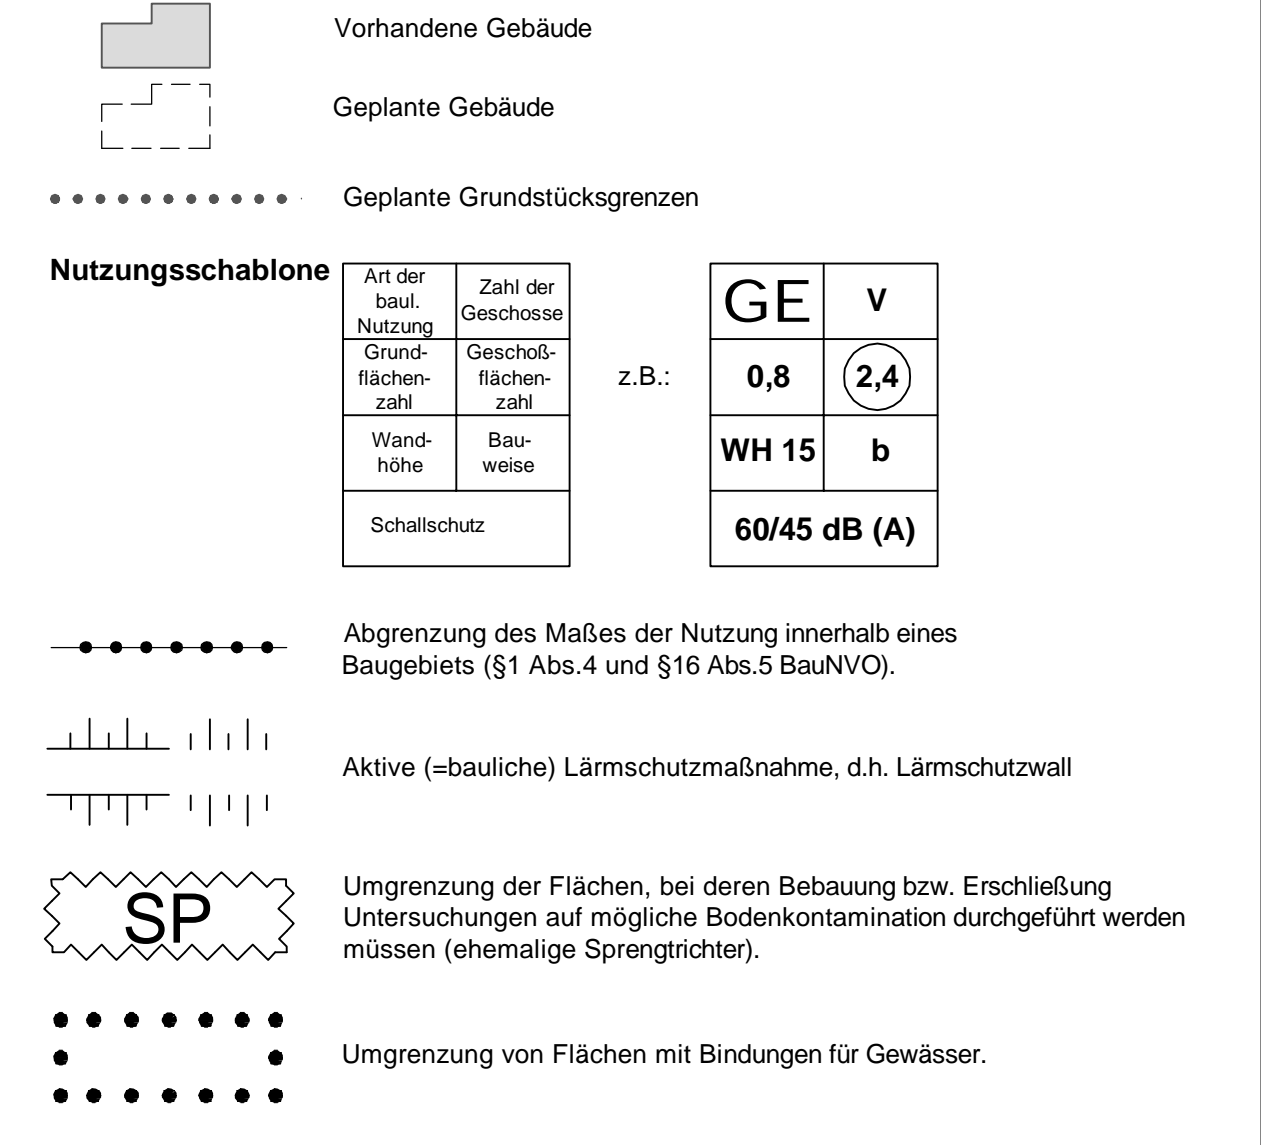 Vorhandene Gebäude
Geplante Gebäude
Geplante Grundstücksgrenzen
Nutzungsschablone
Art der
baul.
Nutzung
Zahl der
Geschosse
Grund-
flächen-
zahl
Geschoß-
flächen-
zahl
Wand-
höhe
Bau-
weise
Schallschutz
z.B.:
GE
V
0,8
2,4
WH 15
b
60/45 dB (A)
Abgrenzung des Maßes der Nutzung innerhalb eines
Baugebiets (§1 Abs.4 und §16 Abs.5 BauNVO).
Aktive (=bauliche) Lärmschutzmaßnahme, d.h. Lärmschutzwall
SP
Umgrenzung der Flächen, bei deren Bebauung bzw. Erschließung
Untersuchungen auf mögliche Bodenkontamination durchgeführt werden
müssen (ehemalige Sprengtrichter).
Umgrenzung von Flächen mit Bindungen für Gewässer.